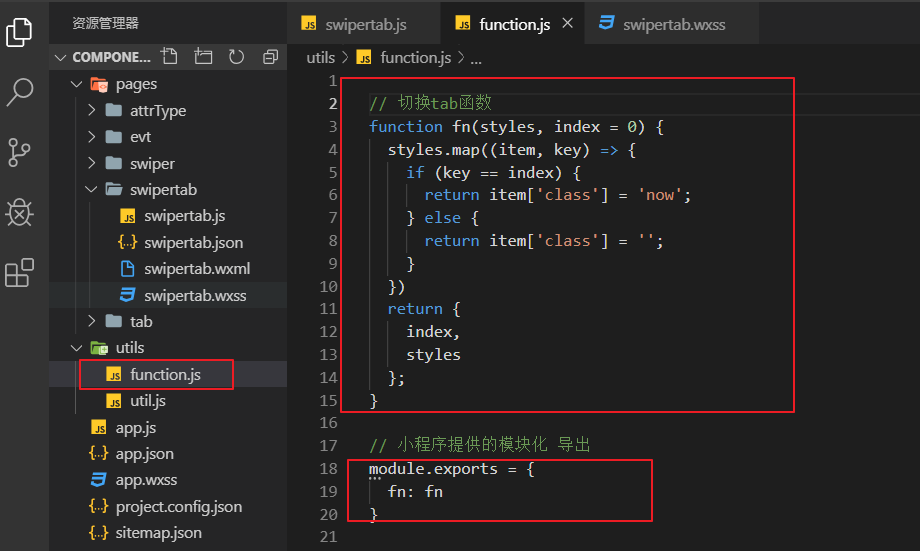 资源管理器
swipertab.js
function.js
swipertab.wxss
COMPONE...
utils > function.js > ...
pages
attrType
evt
swiper
swipertab
swipertab.js
swipertab.json
swipertab.wxml
swipertab.wxss
tab
utils
function.js
util.js
app.js
app.json
app.wxss
project.config.json
sitemap.json
1
2 // 切换tab函数
3 function fn(styles, index = 0) {
4 styles.map((item, key) => {
5 if (key == index) {
6 return item['class'] = 'now';
7 } else {
8 return item['class'] = '';
9 }
10 })
11 return {
12 index,
13 styles
14 };
15 }
16
17 // 小程序提供的模块化 导出
18 module.exports = {
19 fn: fn
20 }
21